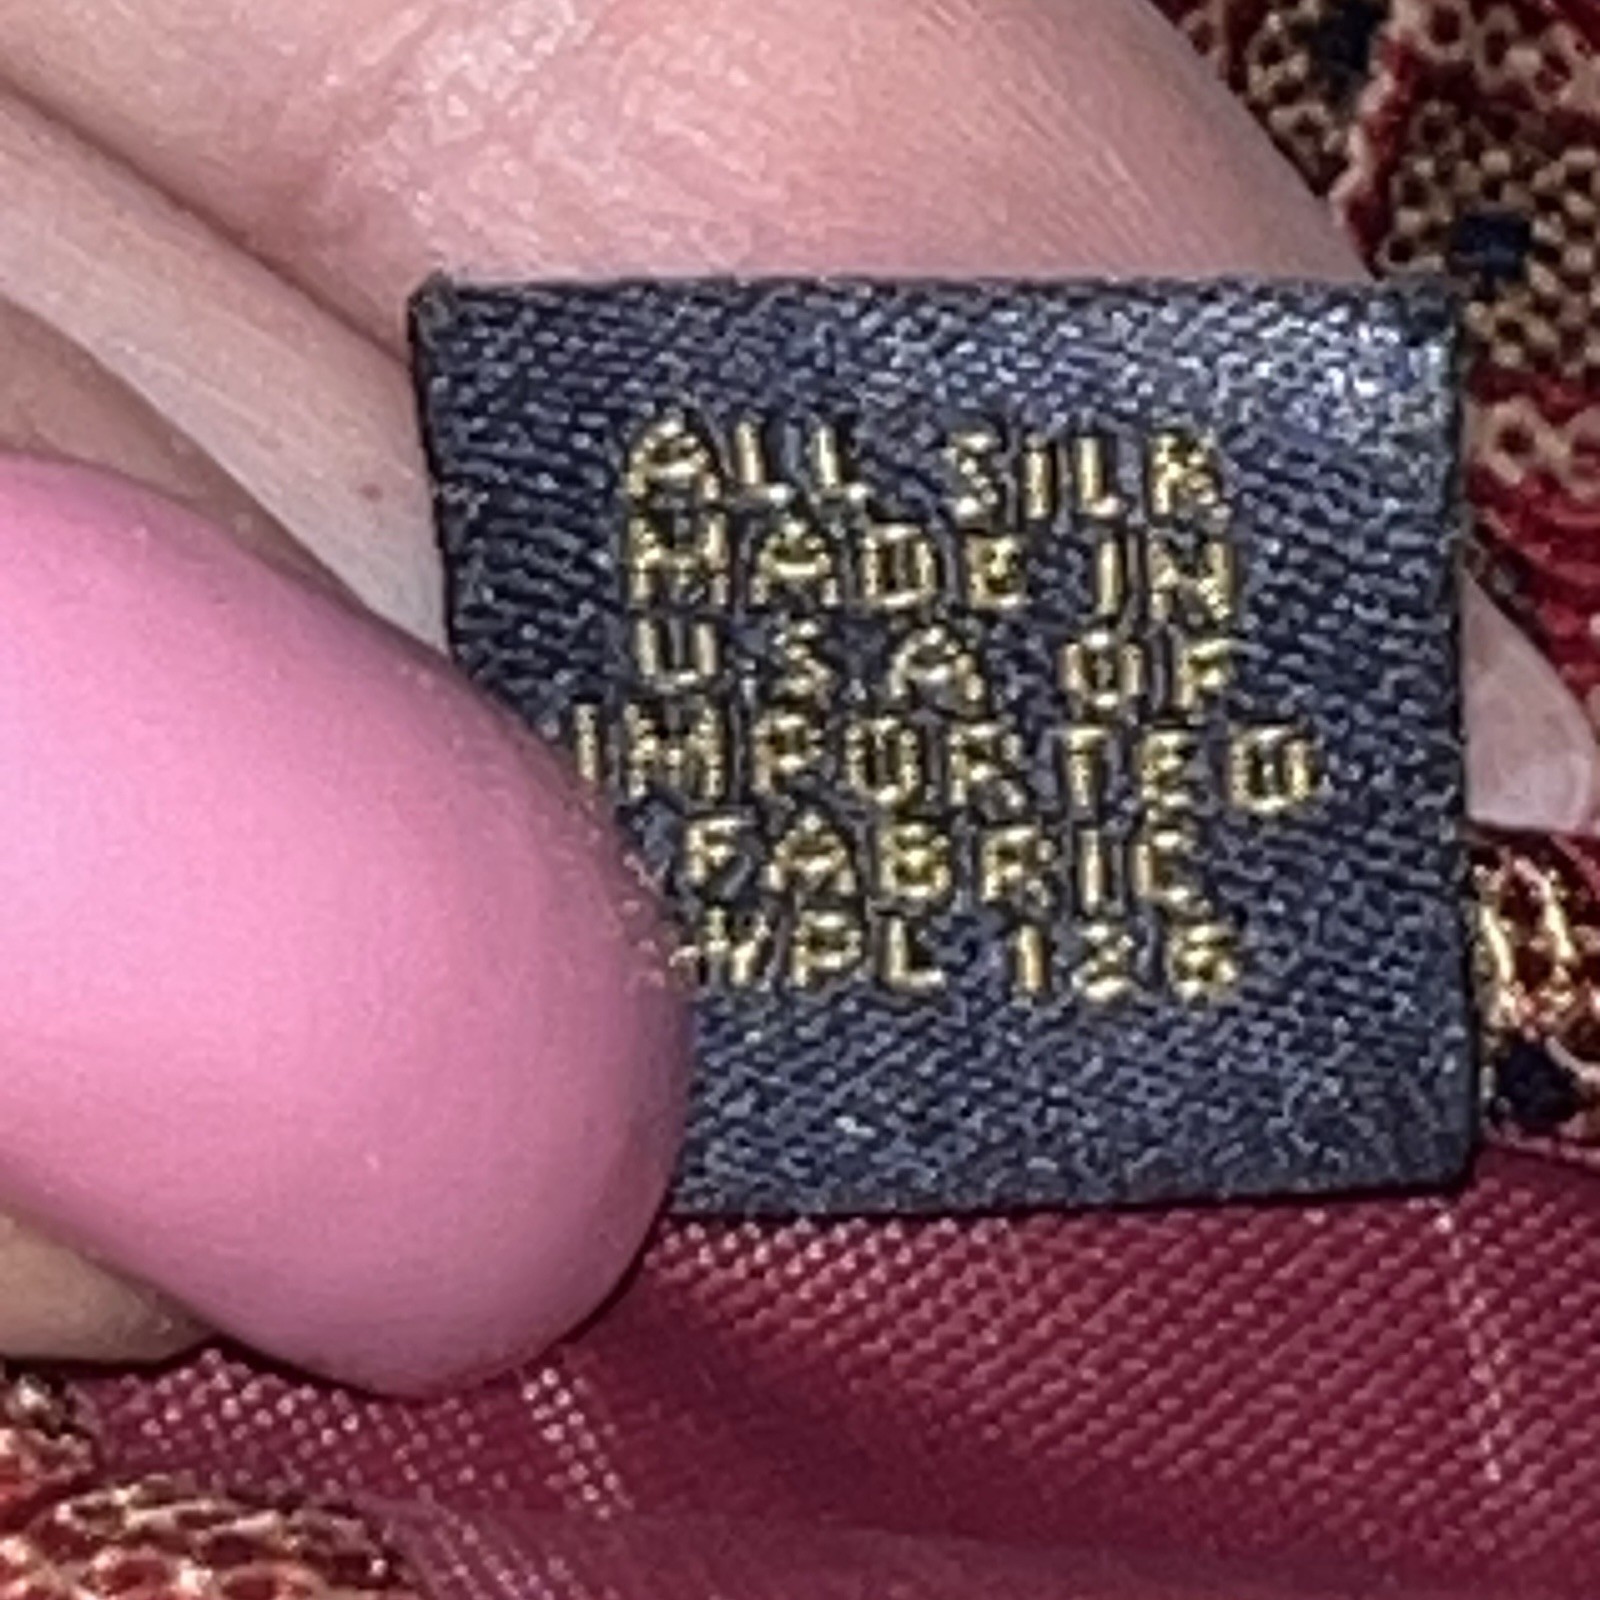 ALL SILK
MADE IN
U.S.A OF
IMPORTED
FABRIC
WPL 126